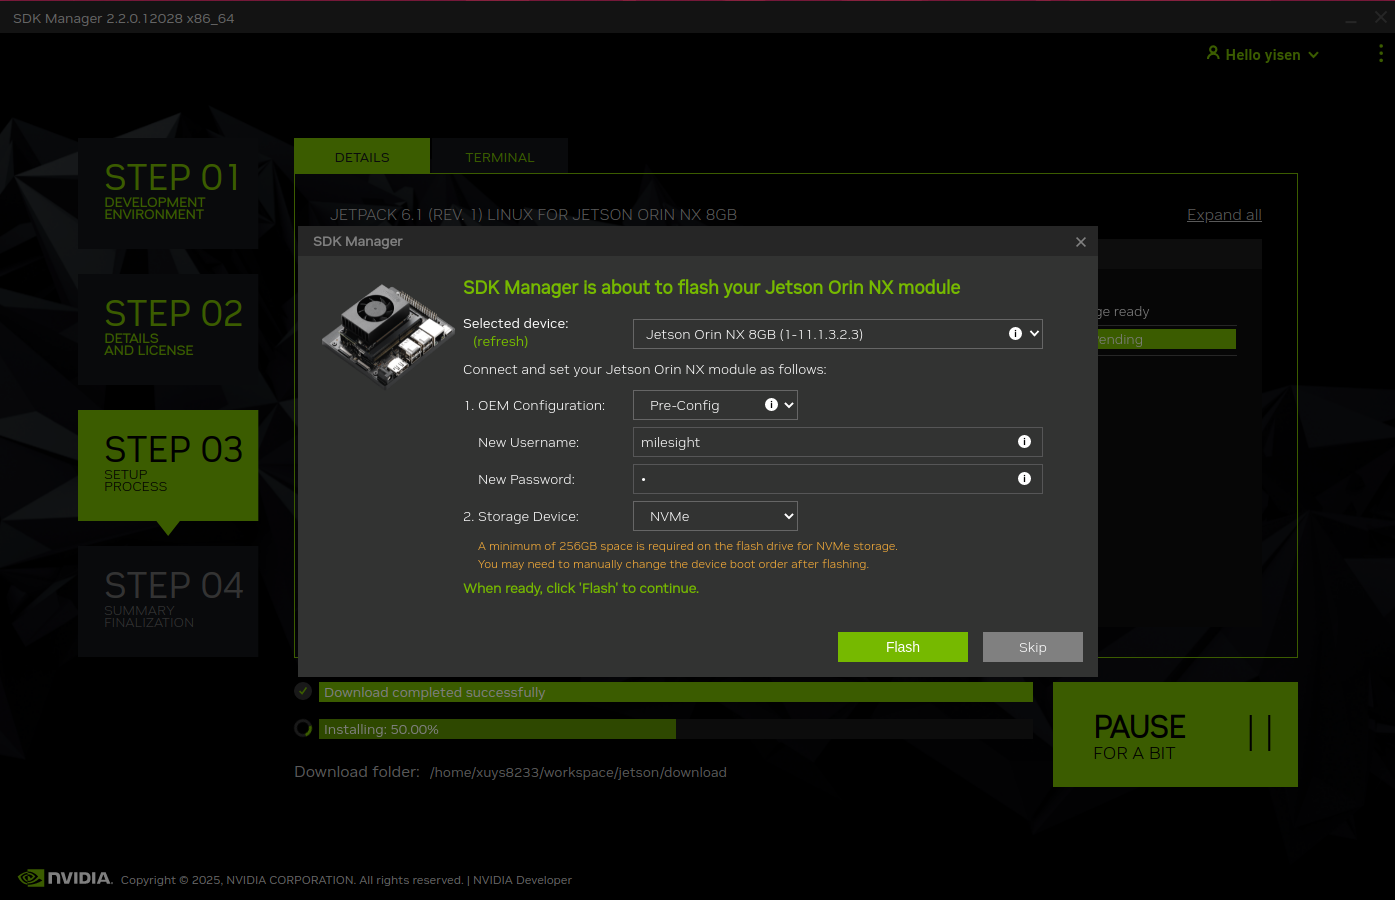 SDK Manager 2.2.0.12028 x86_64
Hello yisen
STEP 01
DEVELOPMENT
ENVIRONMENT
STEP 02
DETAILS
AND LICENSE
STEP 03
SETUP
PROCESS
STEP 04
SUMMARY
FINALIZATION
DETAILS
TERMINAL
JETPACK 6.1 (REV. 1) LINUX FOR JETSON ORIN NX 8GB
Expand all
ready
SDK Manager
SDK Manager is about to flash your Jetson Orin NX module
Selected device:
(refresh)
Jetson Orin NX 8GB (1-11.1.3.2.3)
Connect and set your Jetson Orin NX module as follows:
1. OEM Configuration:
Pre-Config
New Username:
milesight
New Password:
•
2. Storage Device:
NVMe
A minimum of 256GB space is required on the flash drive for NVMe storage.
You may need to manually change the device boot order after flashing.
When ready, click 'Flash' to continue.
Flash
Skip
Download completed successfully
Installing: 50.00%
Download folder: /home/xuys8233/workspace/jetson/download
PAUSE
FOR A BIT
NVIDIA. Copyright © 2025, NVIDIA CORPORATION. All rights reserved. | NVIDIA Developer